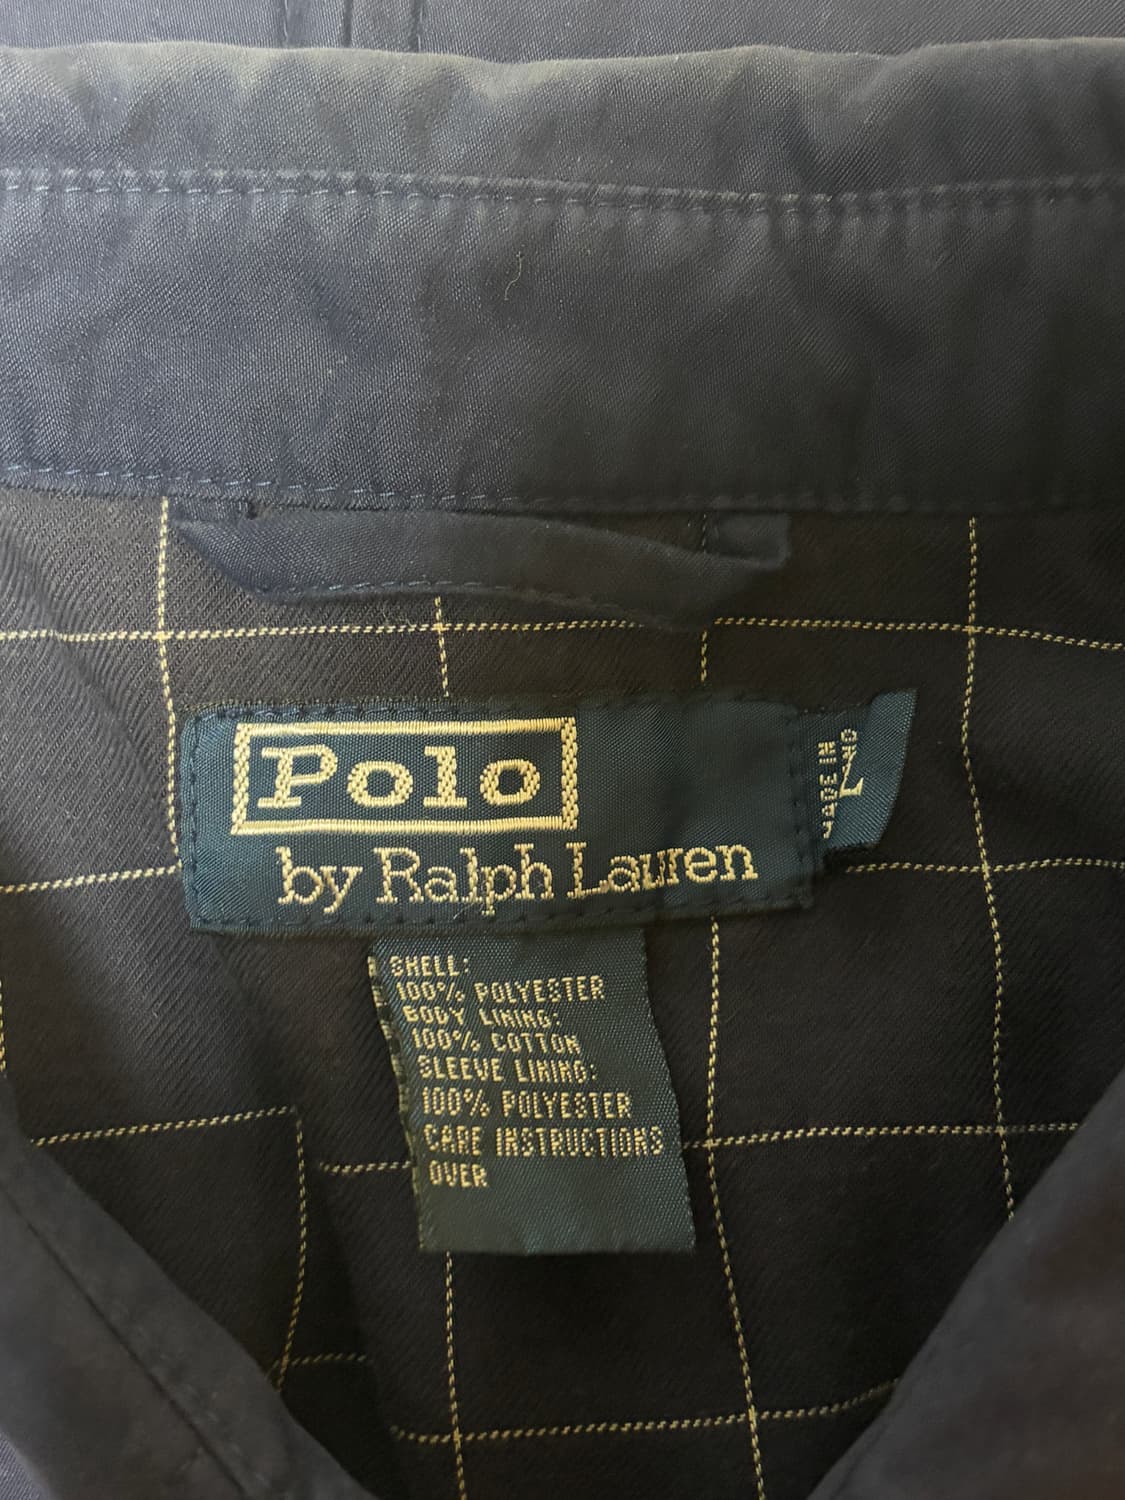 Polo
by Ralph Lauren
MADE IN
L
SHELL:
100% POLYESTER
BODY LINING:
100% COTTON
SLEEVE LINING:
100% POLYESTER
CARE INSTRUCTIONS
OVER